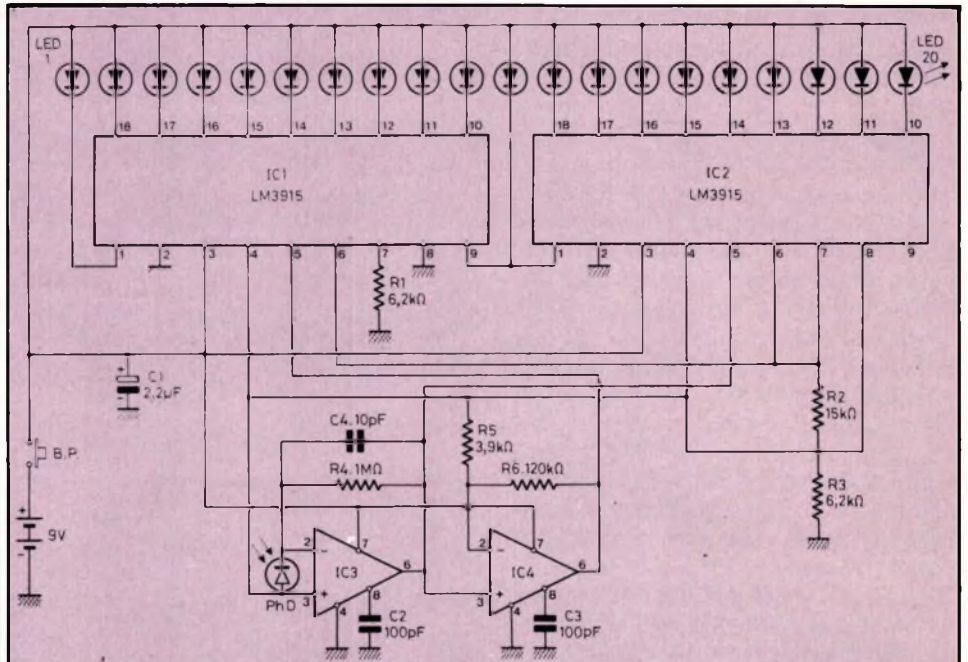 LED
1
LED
20
18 17 16 15 14 13 12 11 10
18 17 16 15 14 13 12 11 10
IC1
LM3915
IC2
LM3915
1 2 3 4 5 6 7 8 9
1 2 3 4 5 6 7 8 9
R1
6,2kΩ
C1
2,2µF
+
-
B.P.
+
9V
-
C4.10pF
R4.1MΩ
R5
3,9kΩ
R6.120kΩ
R2
15kΩ
R3
6,2kΩ
2 - 7
IC3
6
3 + 8
4
PhD
C2
100pF
2 - 7
IC4
6
3 + 8
4
C3
100pF